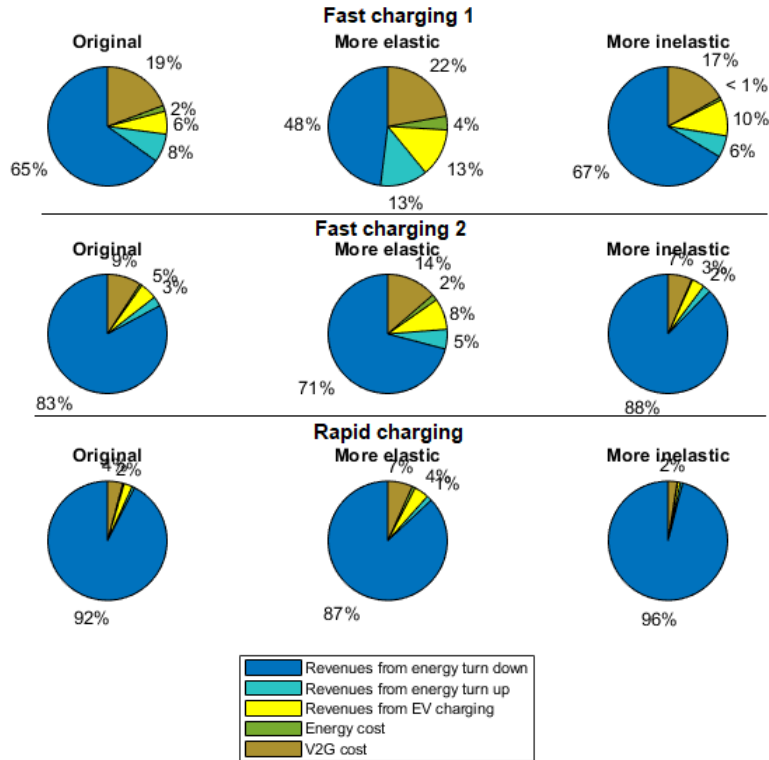 Fast charging 1
Original
More elastic
More inelastic
19%
2%
6%
8%
65%
22%
4%
13%
13%
48%
17%
< 1%
10%
6%
67%
Fast charging 2
Original
More elastic
More inelastic
9%
5%
3%
83%
14%
2%
8%
5%
71%
7%
3%
2%
88%
Rapid charging
Original
More elastic
More inelastic
4%
2%
92%
7%
4%
1%
87%
2%
96%
Revenues from energy turn down
Revenues from energy turn up
Revenues from EV charging
Energy cost
V2G cost